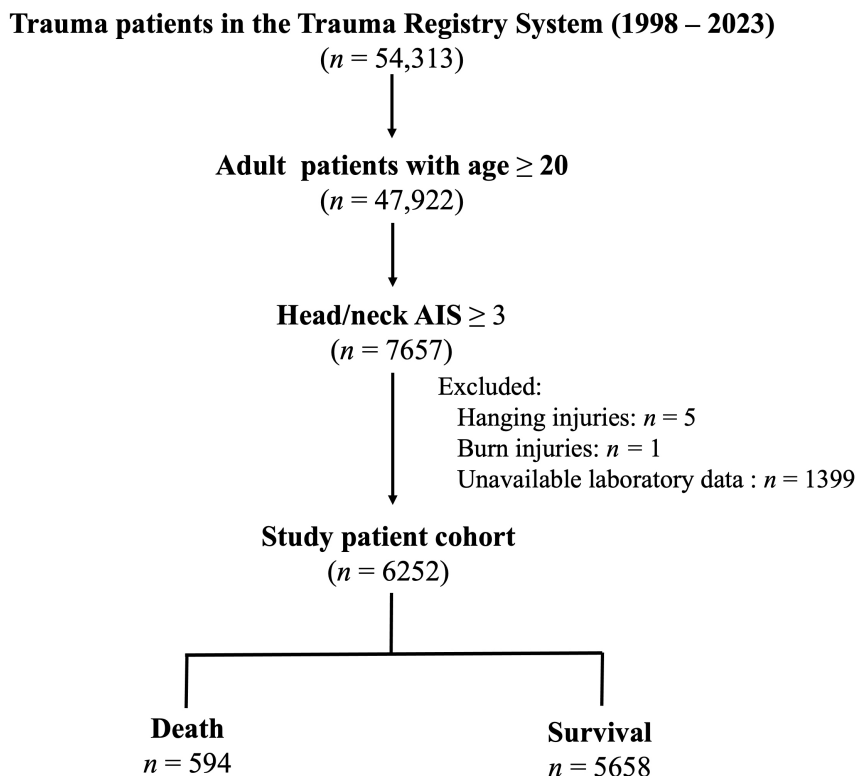 Trauma patients in the Trauma Registry System (1998 – 2023)
(n = 54,313)
Adult patients with age ≥ 20
(n = 47,922)
Head/neck AIS ≥ 3
(n = 7657)
Excluded:
Hanging injuries: n = 5
Burn injuries: n = 1
Unavailable laboratory data : n = 1399
Study patient cohort
(n = 6252)
Death
n = 594
Survival
n = 5658